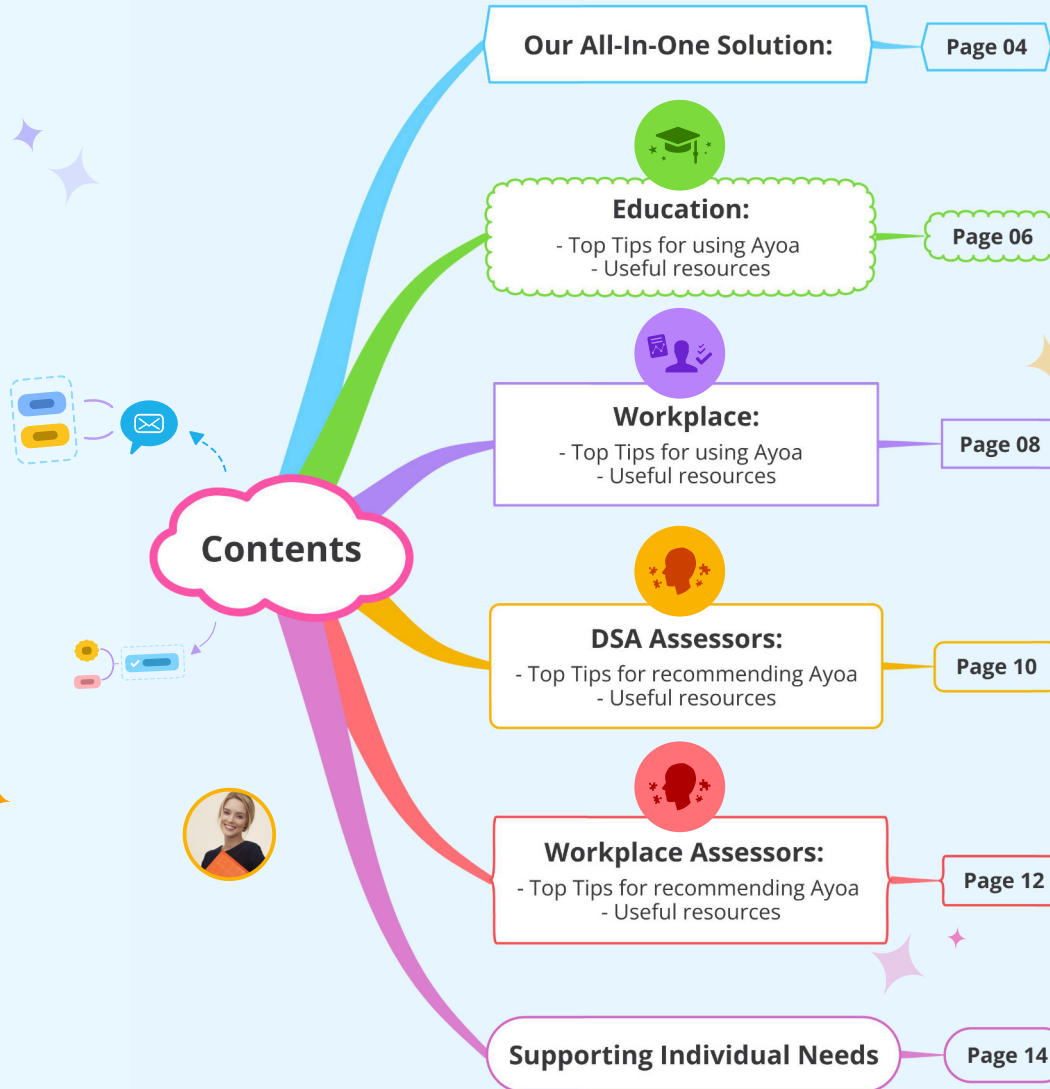 Our All-In-One Solution:
Page 04
Education:
- Top Tips for using Ayoa
- Useful resources
Page 06
Workplace:
- Top Tips for using Ayoa
- Useful resources
Page 08
Contents
DSA Assessors:
- Top Tips for recommending Ayoa
- Useful resources
Page 10
Workplace Assessors:
- Top Tips for recommending Ayoa
- Useful resources
Page 12
Supporting Individual Needs
Page 14